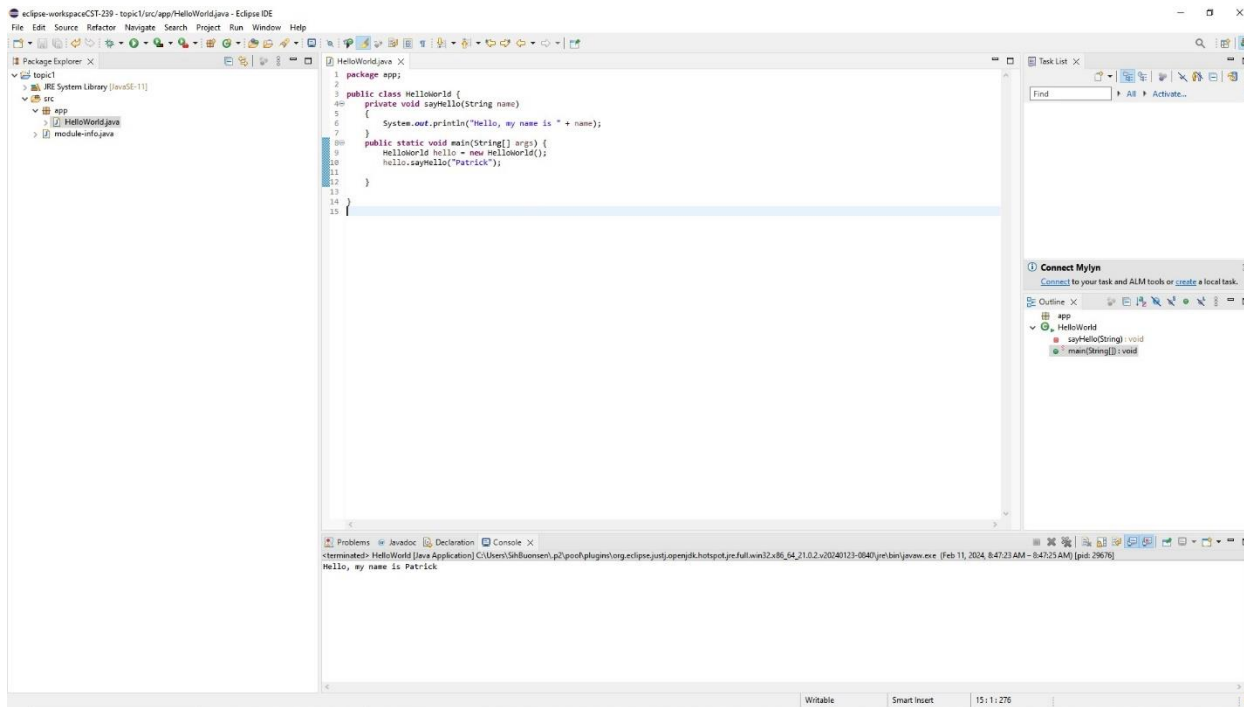 eclipse-workspaceCST-239 - topic1/src/app/HelloWorld.java - Eclipse IDE
File Edit Source Refactor Navigate Search Project Run Window Help
Package Explorer
topic1
JRE System Library [JavaSE-11]
src
app
HelloWorld.java
module-info.java
HelloWorld.java
1 package app;
2
3 public class HelloWorld {
4 private void sayHello(String name)
5 {
6 System.out.println("Hello, my name is " + name);
7 }
8 public static void main(String[] args) {
9 HelloWorld hello = new HelloWorld();
10 hello.sayHello("Patrick");
11
12 }
13
14 }
15
Task List
Find All Activate...
Connect Mylyn
Connect to your task and ALM tools or create a local task.
Outline
app
HelloWorld
sayHello(String) : void
main(String[]) : void
Problems Javadoc Declaration Console
<terminated> HelloWorld [Java Application] C:\Users\SihBuonsen\.p2\pool\plugins\org.eclipse.justj.openjdk.hotspot.jre.full.win32.x86_64_21.0.2.v20240123-0840\jre\bin\javaw.exe (Feb 11, 2024, 8:47:23 AM – 8:47:25 AM) [pid: 29676]
Hello, my name is Patrick
Writable Smart Insert 15 : 1 : 276